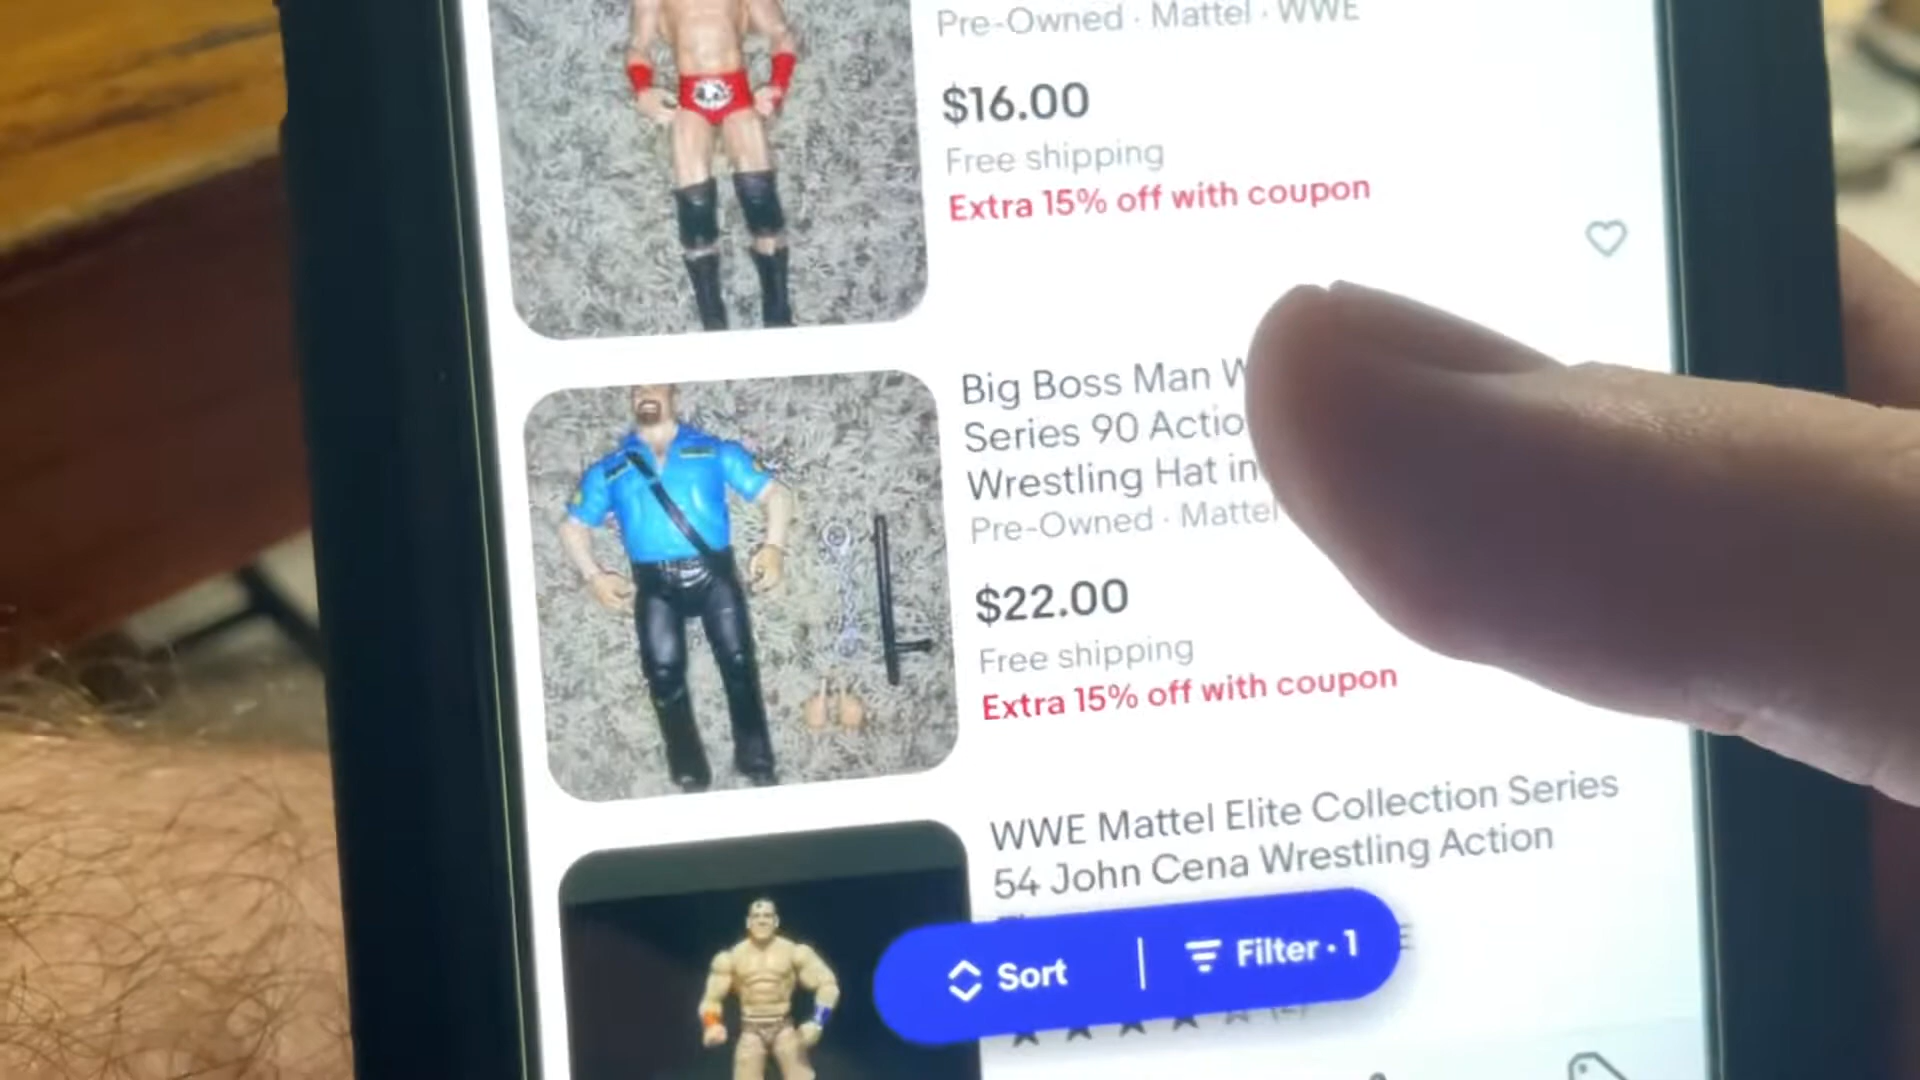 Pre-Owned · Mattel · WWE
$16.00
Free shipping
Extra 15% off with coupon
Big Boss Man
Series 90
Wrestling Hat in
Pre-Owned · Mattel
$22.00
Free shipping
Extra 15% off with coupon
WWE Mattel Elite Collection Series
54 John Cena Wrestling Action
Sort
Filter · 1